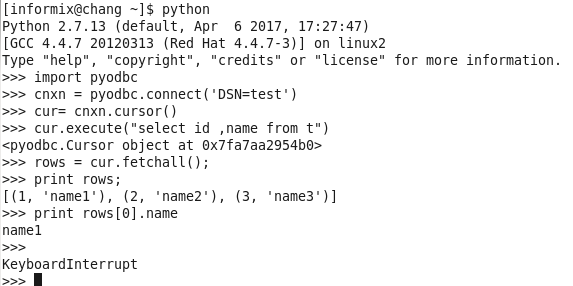 [informix@chang ~]$ python
Python 2.7.13 (default, Apr  6 2017, 17:27:47)
[GCC 4.4.7 20120313 (Red Hat 4.4.7-3)] on linux2
Type "help", "copyright", "credits" or "license" for more information.
>>> import pyodbc
>>> cnxn = pyodbc.connect('DSN=test')
>>> cur= cnxn.cursor()
>>> cur.execute("select id ,name from t")
<pyodbc.Cursor object at 0x7fa7aa2954b0>
>>> rows = cur.fetchall();
>>> print rows;
[(1, 'name1'), (2, 'name2'), (3, 'name3')]
>>> print rows[0].name
name1
>>>
KeyboardInterrupt
>>>